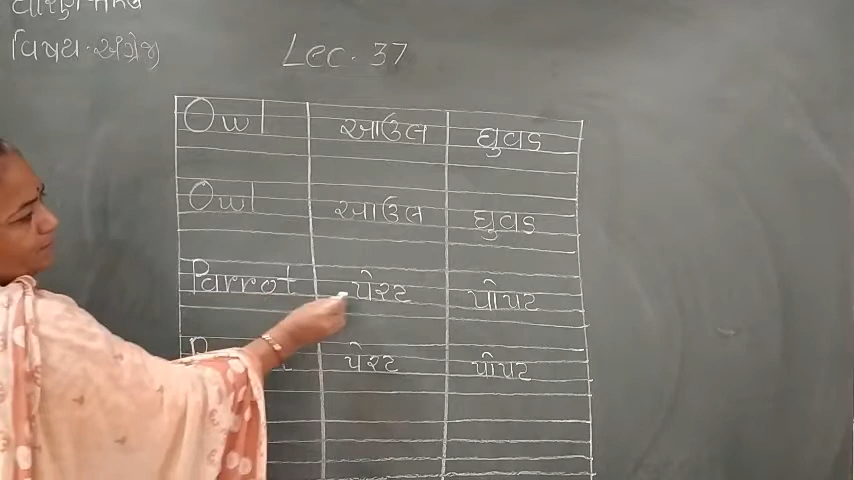 વિષય - અંગ્રેજી
Lec. 37
Owl આઉલ ઘુવડ
Owl આઉલ ઘુવડ
Parrot પેરટ પોપટ
પેરટ પોપટ